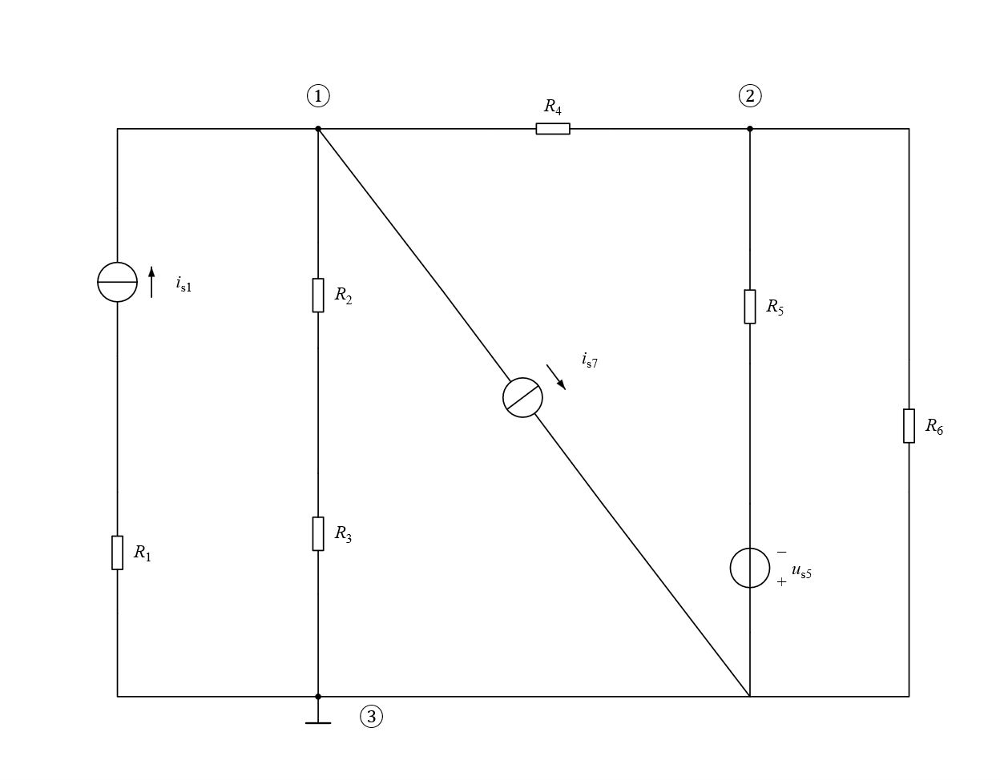 ① ②
R4
is1
R2
R5
is7
R6
R3
R1
−
us5
+
③